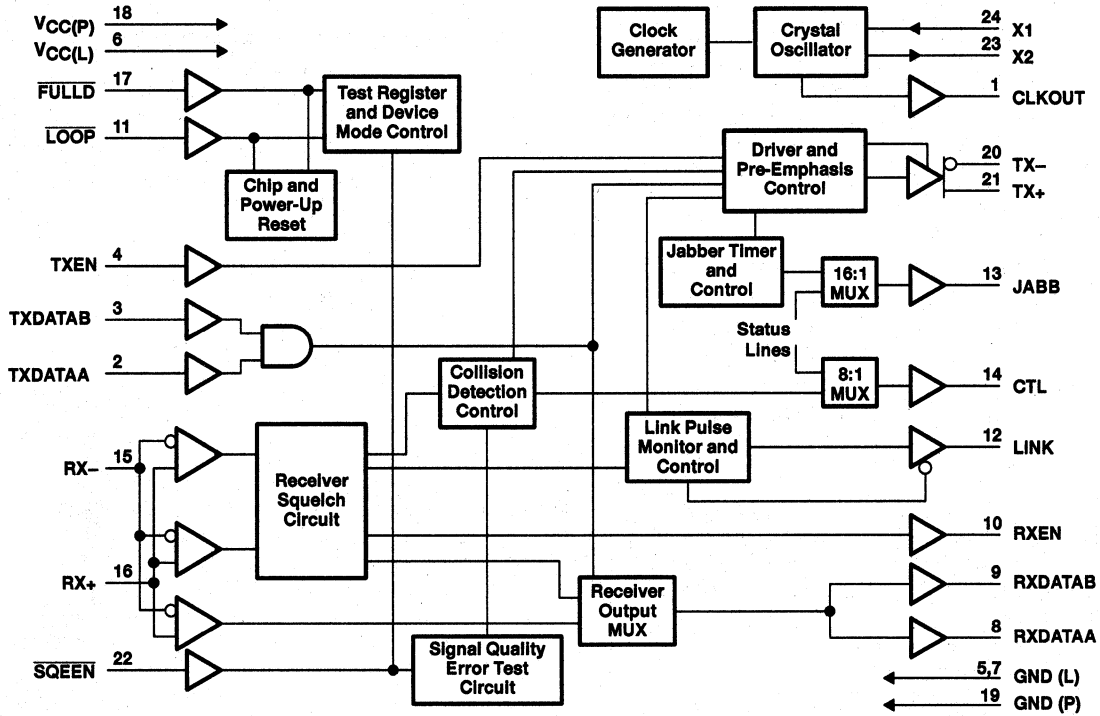 VCC(P) 18
VCC(L) 6
FULLD 17
LOOP 11
Test Register
and Device
Mode Control
Chip and
Power-Up
Reset
Clock
Generator
Crystal
Oscillator
24 X1
23 X2
1 CLKOUT
Driver and
Pre-Emphasis
Control
20 TX–
21 TX+
TXEN 4
Jabber Timer
and
Control
16:1
MUX
13 JABB
TXDATAB 3
TXDATAA 2
Status
Lines
Collision
Detection
Control
8:1
MUX
14 CTL
Link Pulse
Monitor and
Control
12 LINK
RX– 15
Receiver
Squelch
Circuit
RX+ 16
10 RXEN
Receiver
Output
MUX
9 RXDATAB
8 RXDATAA
SQEEN 22
Signal Quality
Error Test
Circuit
5,7 GND (L)
19 GND (P)